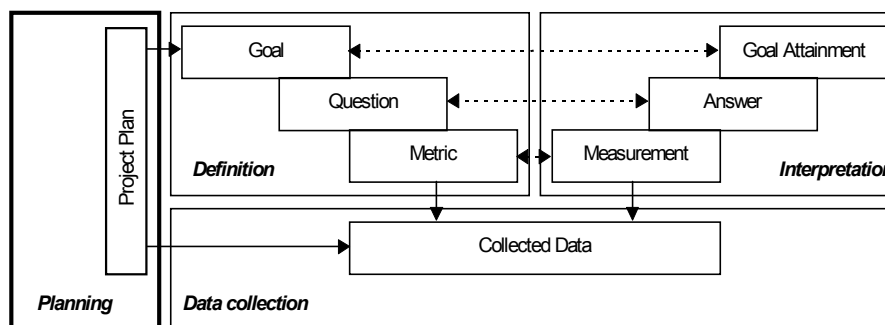 Goal
Goal Attainment
Question
Answer
Metric
Measurement
Definition
Interpretation
Project Plan
Collected Data
Planning
Data collection